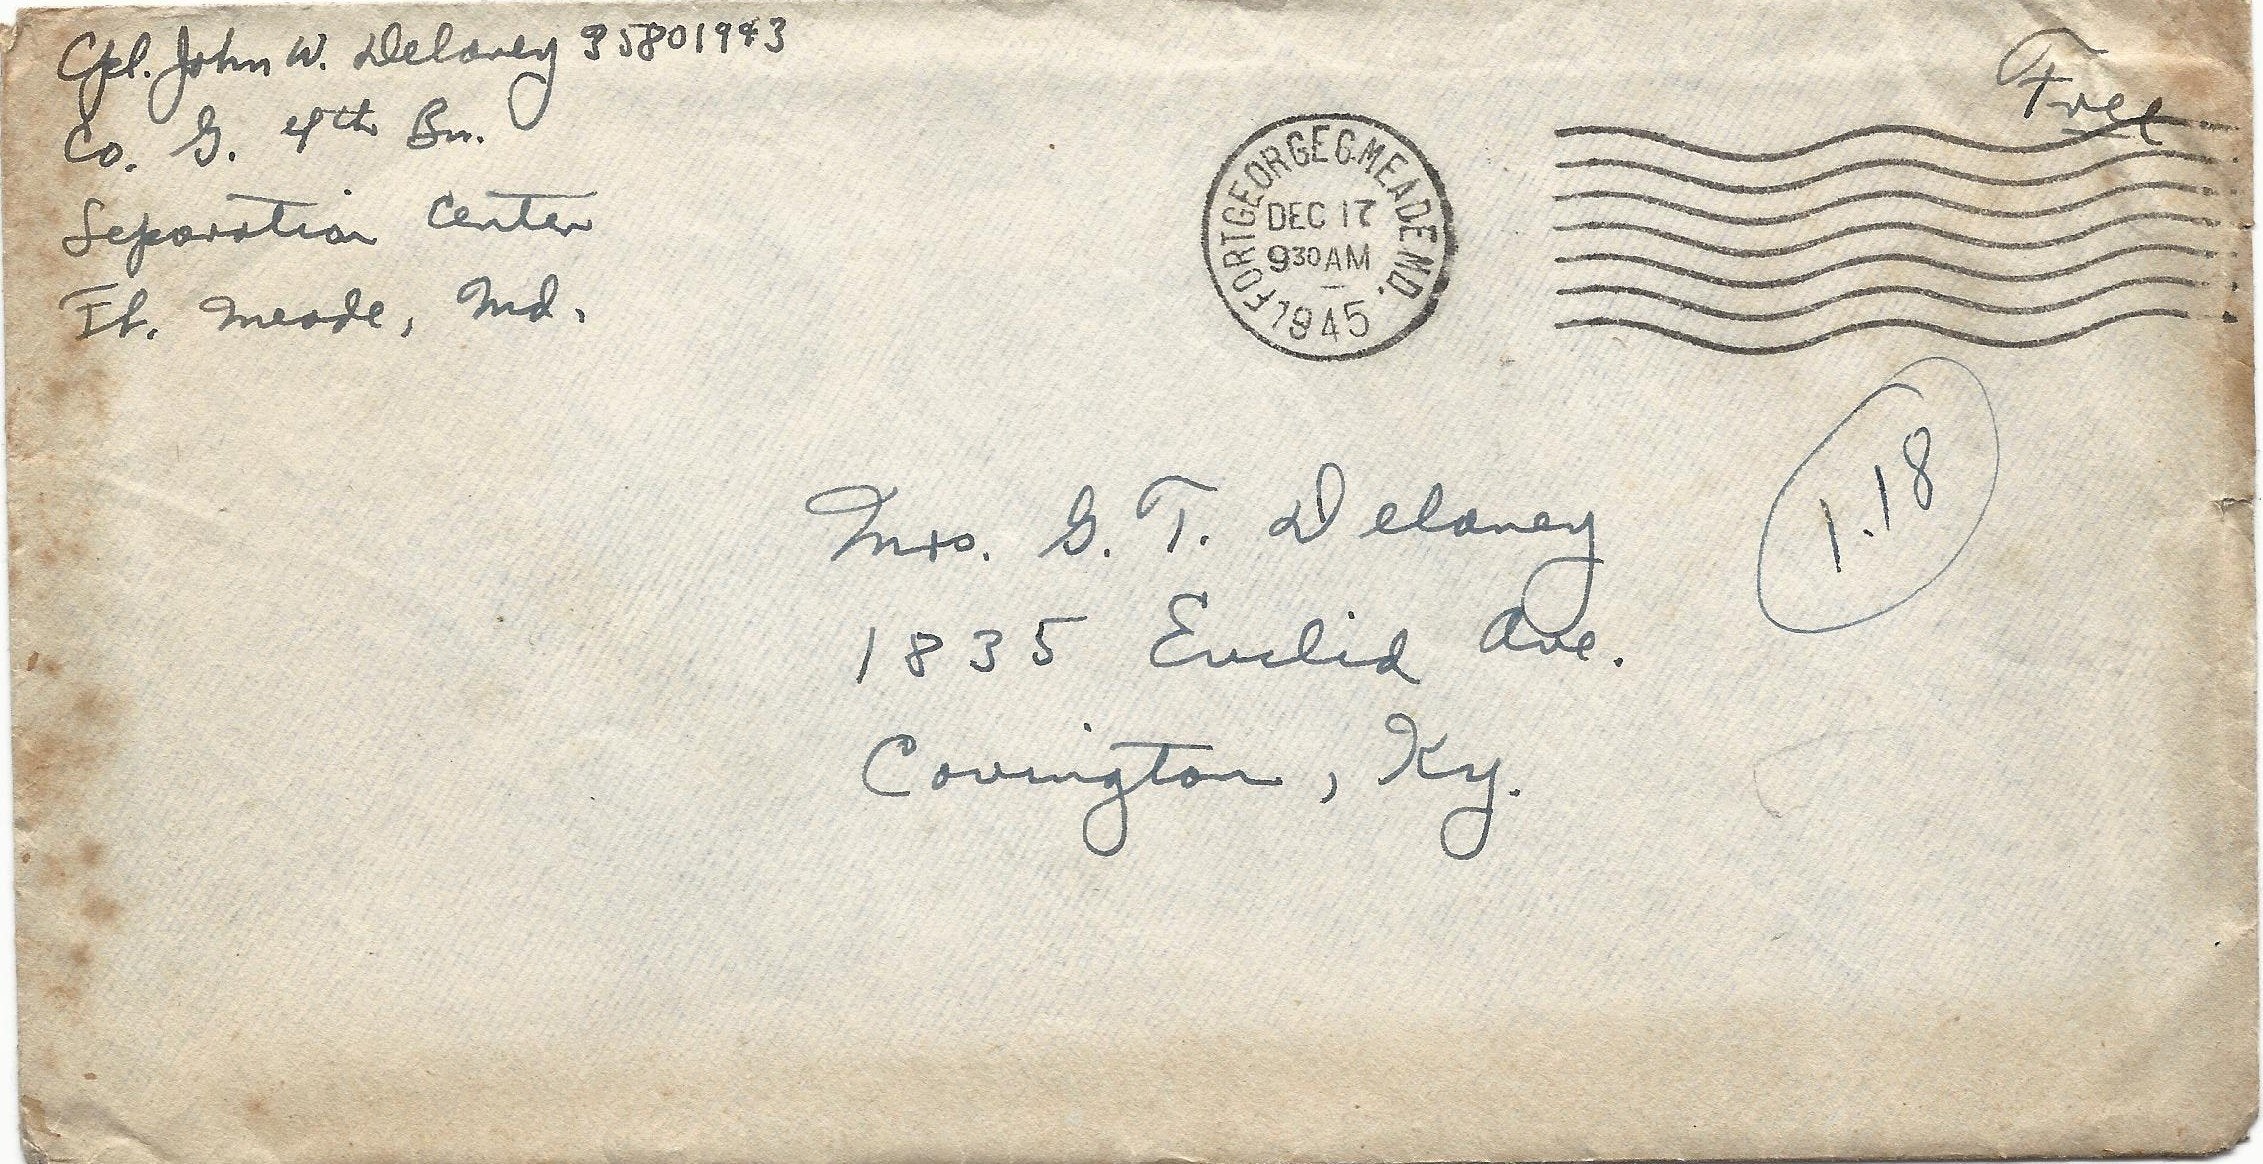 Cpl. John W. Delaney 35801943
Co. G. 4th Bn.
Separation Center
Ft. Meade, Md.
Free
FORT GEORGE G. MEADE, MD.
DEC 17
9 30 AM
1945
1.18
Mrs. G. T. Delaney
1835 Euclid Ave.
Covington, Ky.